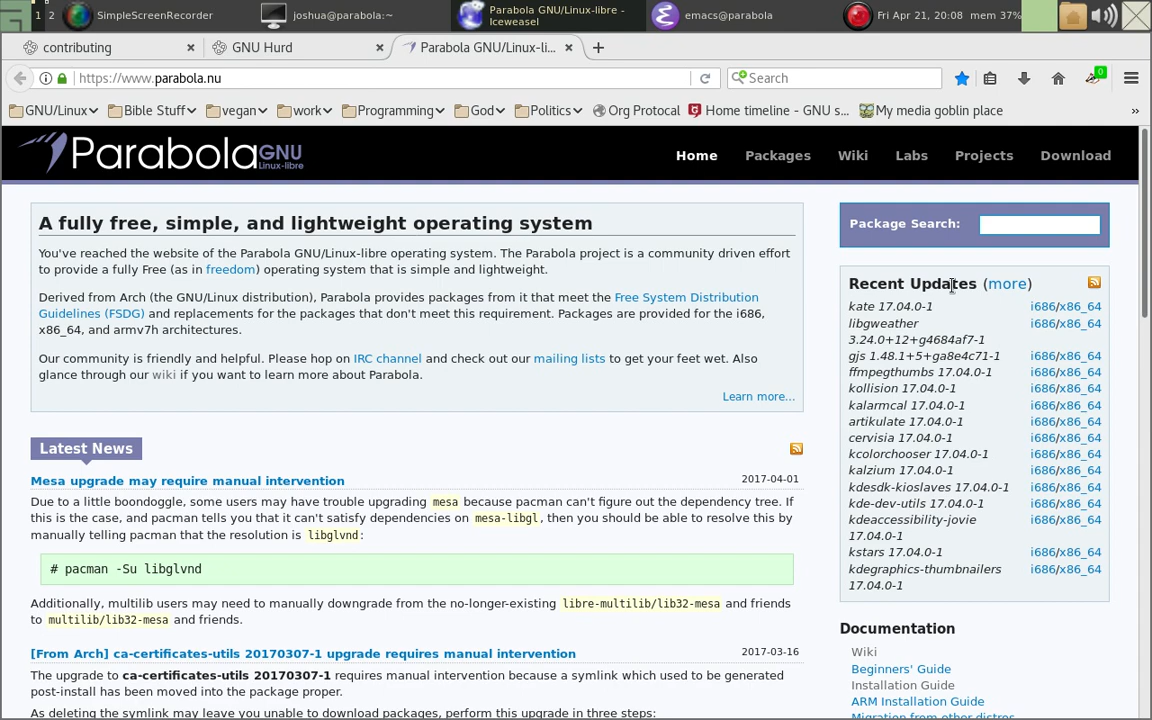 1 2 SimpleScreenRecorder joshua@parabola:~ Parabola GNU/Linux-libre - Iceweasel emacs@parabola Fri Apr 21, 20:08 mem 37%
contributing GNU Hurd Parabola GNU/Linux-li...
https://www.parabola.nu Search 0
GNU/Linux Bible Stuff vegan work Programming God Politics Org Protocal Home timeline - GNU s... My media goblin place »
Parabola GNU Linux-libre Home Packages Wiki Labs Projects Download
A fully free, simple, and lightweight operating system
You've reached the website of the Parabola GNU/Linux-libre operating system. The Parabola project is a community driven effort
to provide a fully Free (as in freedom) operating system that is simple and lightweight.
Derived from Arch (the GNU/Linux distribution), Parabola provides packages from it that meet the Free System Distribution
Guidelines (FSDG) and replacements for the packages that don't meet this requirement. Packages are provided for the i686,
x86_64, and armv7h architectures.
Our community is friendly and helpful. Please hop on IRC channel and check out our mailing lists to get your feet wet. Also
glance through our wiki if you want to learn more about Parabola.
Learn more...
Latest News
Mesa upgrade may require manual intervention 2017-04-01
Due to a little boondoggle, some users may have trouble upgrading mesa because pacman can't figure out the dependency tree. If
this is the case, and pacman tells you that it can't satisfy dependencies on mesa-libgl, then you should be able to resolve this by
manually telling pacman that the resolution is libglvnd:
# pacman -Su libglvnd
Additionally, multilib users may need to manually downgrade from the no-longer-existing libre-multilib/lib32-mesa and friends
to multilib/lib32-mesa and friends.
[From Arch] ca-certificates-utils 20170307-1 upgrade requires manual intervention 2017-03-16
The upgrade to ca-certificates-utils 20170307-1 requires manual intervention because a symlink which used to be generated
post-install has been moved into the package proper.
As deleting the symlink may leave you unable to download packages, perform this upgrade in three steps:
Package Search:
Recent Updates (more)
kate 17.04.0-1 i686/x86_64
libgweather i686/x86_64
3.24.0+12+g4684af7-1
gjs 1.48.1+5+ga8e4c71-1 i686/x86_64
ffmpegthumbs 17.04.0-1 i686/x86_64
kollision 17.04.0-1 i686/x86_64
kalarmcal 17.04.0-1 i686/x86_64
artikulate 17.04.0-1 i686/x86_64
cervisia 17.04.0-1 i686/x86_64
kcolorchooser 17.04.0-1 i686/x86_64
kalzium 17.04.0-1 i686/x86_64
kdesdk-kioslaves 17.04.0-1 i686/x86_64
kde-dev-utils 17.04.0-1 i686/x86_64
kdeaccessibility-jovie i686/x86_64
17.04.0-1
kstars 17.04.0-1 i686/x86_64
kdegraphics-thumbnailers i686/x86_64
17.04.0-1
Documentation
Wiki
Beginners' Guide
Installation Guide
ARM Installation Guide
Migration from other distros